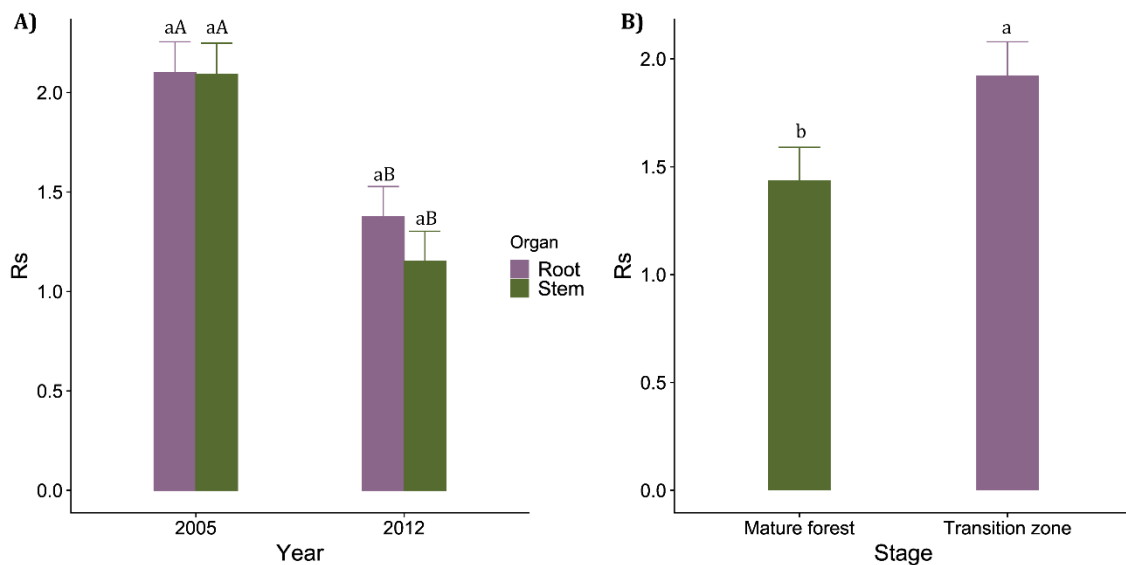 A)
aA aA
aB
aB
2.0
1.5
1.0
0.5
0.0
Rs
2005 2012
Year
Organ
Root
Stem
B)
a
b
2.0
1.5
1.0
0.5
0.0
Rs
Mature forest Transition zone
Stage